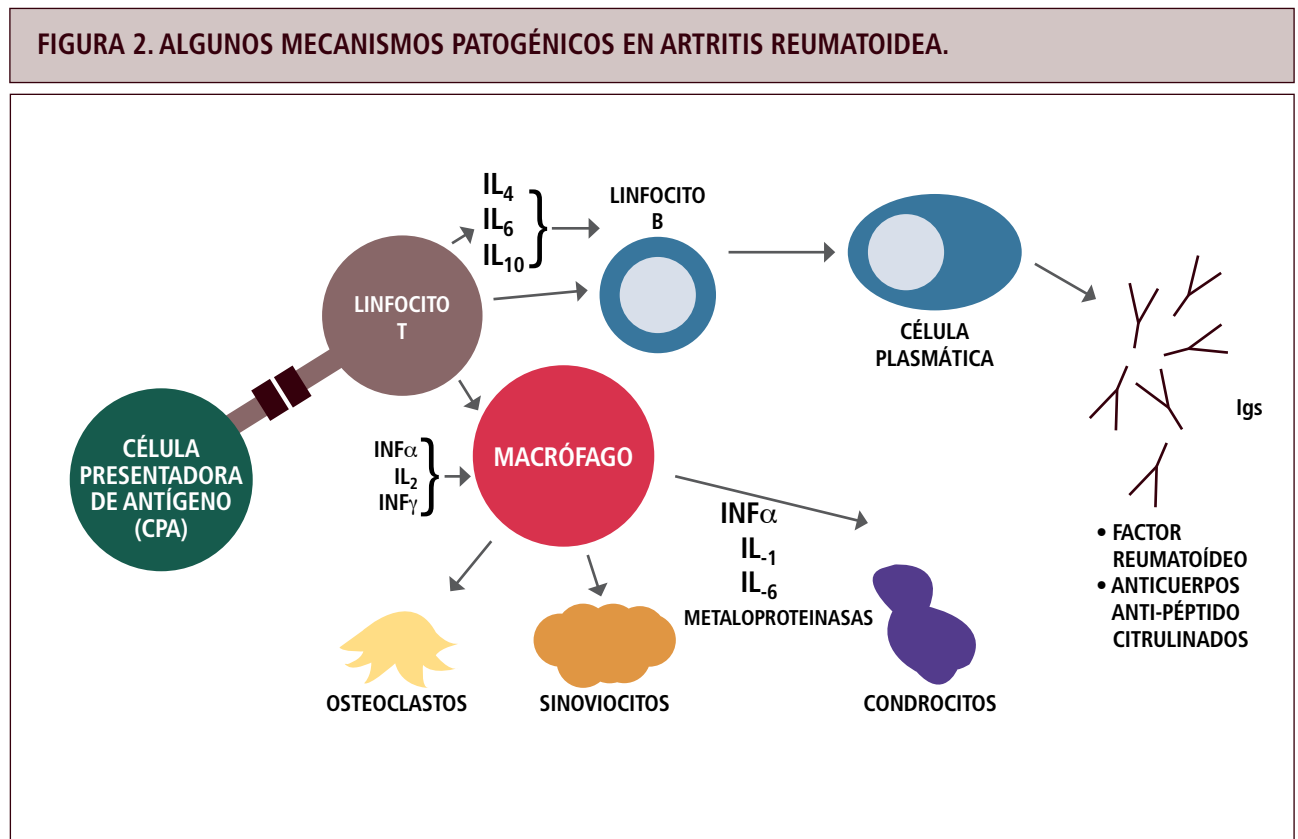 FIGURA 2. ALGUNOS MECANISMOS PATOGÉNICOS EN ARTRITIS REUMATOIDEA.
IL4
IL6
IL10
LINFOCITO
B
LINFOCITO
T
CÉLULA
PLASMÁTICA
Igs
CÉLULA
PRESENTADORA
DE ANTÍGENO
(CPA)
INFα
IL2
INFγ
MACRÓFAGO
INFα
IL-1
IL-6
METALOPROTEINASAS
• FACTOR
REUMATOÍDEO
• ANTICUERPOS
ANTI-PÉPTIDO
CITRULINADOS
OSTEOCLASTOS
SINOVIOCITOS
CONDROCITOS